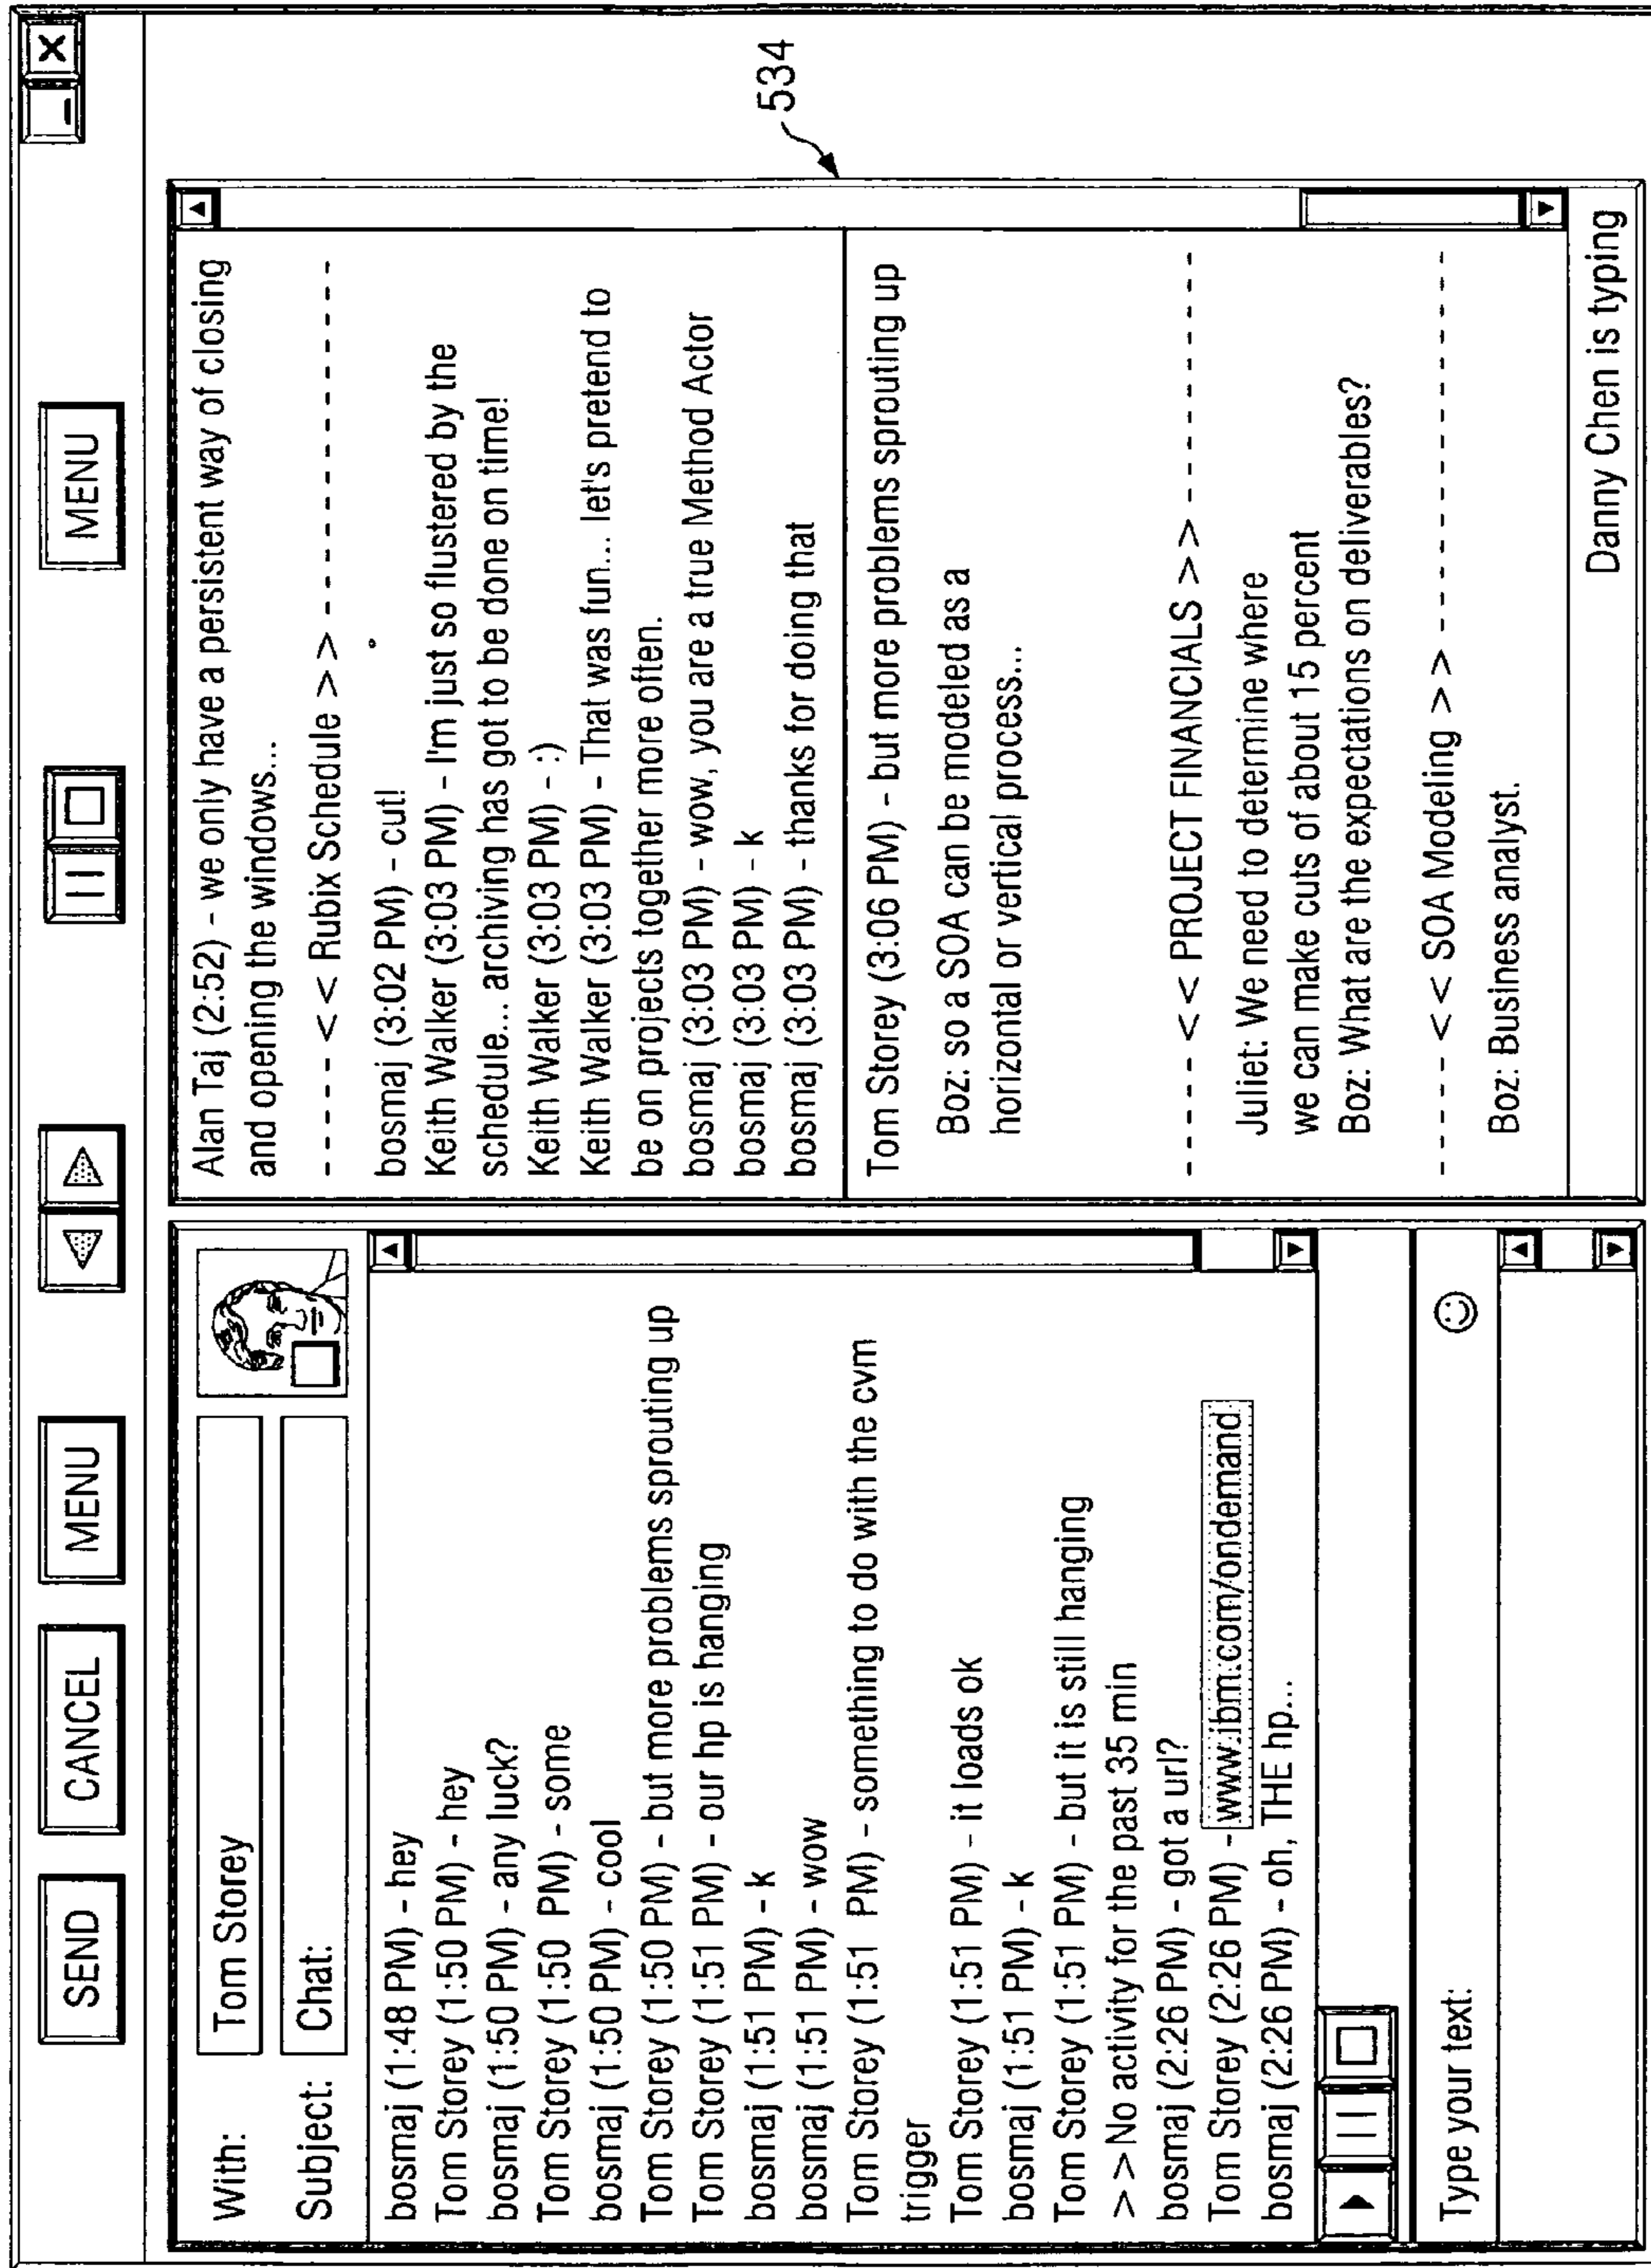 SEND CANCEL MENU MENU
With: Tom Storey
Subject: Chat:
bosmaj (1:48 PM) - hey
Tom Storey (1:50 PM) - hey
bosmaj (1:50 PM) - any luck?
Tom Storey (1:50 PM) - some
bosmaj (1:50 PM) - cool
Tom Storey (1:50 PM) - but more problems sprouting up
Tom Storey (1:51 PM) - our hp is hanging
bosmaj (1:51 PM) - k
bosmaj (1:51 PM) - wow
Tom Storey (1:51 PM) - something to do with the cvm
trigger
Tom Storey (1:51 PM) - it loads ok
bosmaj (1:51 PM) - k
Tom Storey (1:51 PM) - but it is still hanging
> > No activity for the past 35 min
bosmaj (2:26 PM) - got a url?
Tom Storey (2:26 PM) - www.ibm.com/ondemand
bosmaj (2:26 PM) - oh, THE hp...
Type your text:
Alan Taj (2:52) - we only have a persistent way of closing
and opening the windows...
- - - - - < < Rubix Schedule > > - - - - - - - - - - - -
bosmaj (3:02 PM) - cut!
Keith Walker (3:03 PM) - I'm just so flustered by the
schedule... archiving has got to be done on time!
Keith Walker (3:03 PM) - :)
Keith Walker (3:03 PM) - That was fun... let's pretend to
be on projects together more often.
bosmaj (3:03 PM) - wow, you are a true Method Actor
bosmaj (3:03 PM) - k
bosmaj (3:03 PM) - thanks for doing that
Tom Storey (3:06 PM) - but more problems sprouting up
Boz: so a SOA can be modeled as a
horizontal or vertical process...
- - - - - < < PROJECT FINANCIALS > > - - - - - - - - - -
Juliet: We need to determine where
we can make cuts of about 15 percent
Boz: What are the expectations on deliverables?
- - - - - < < SOA Modeling > > - - - - - - - - - - - - -
Boz: Business analyst.
Danny Chen is typing
534